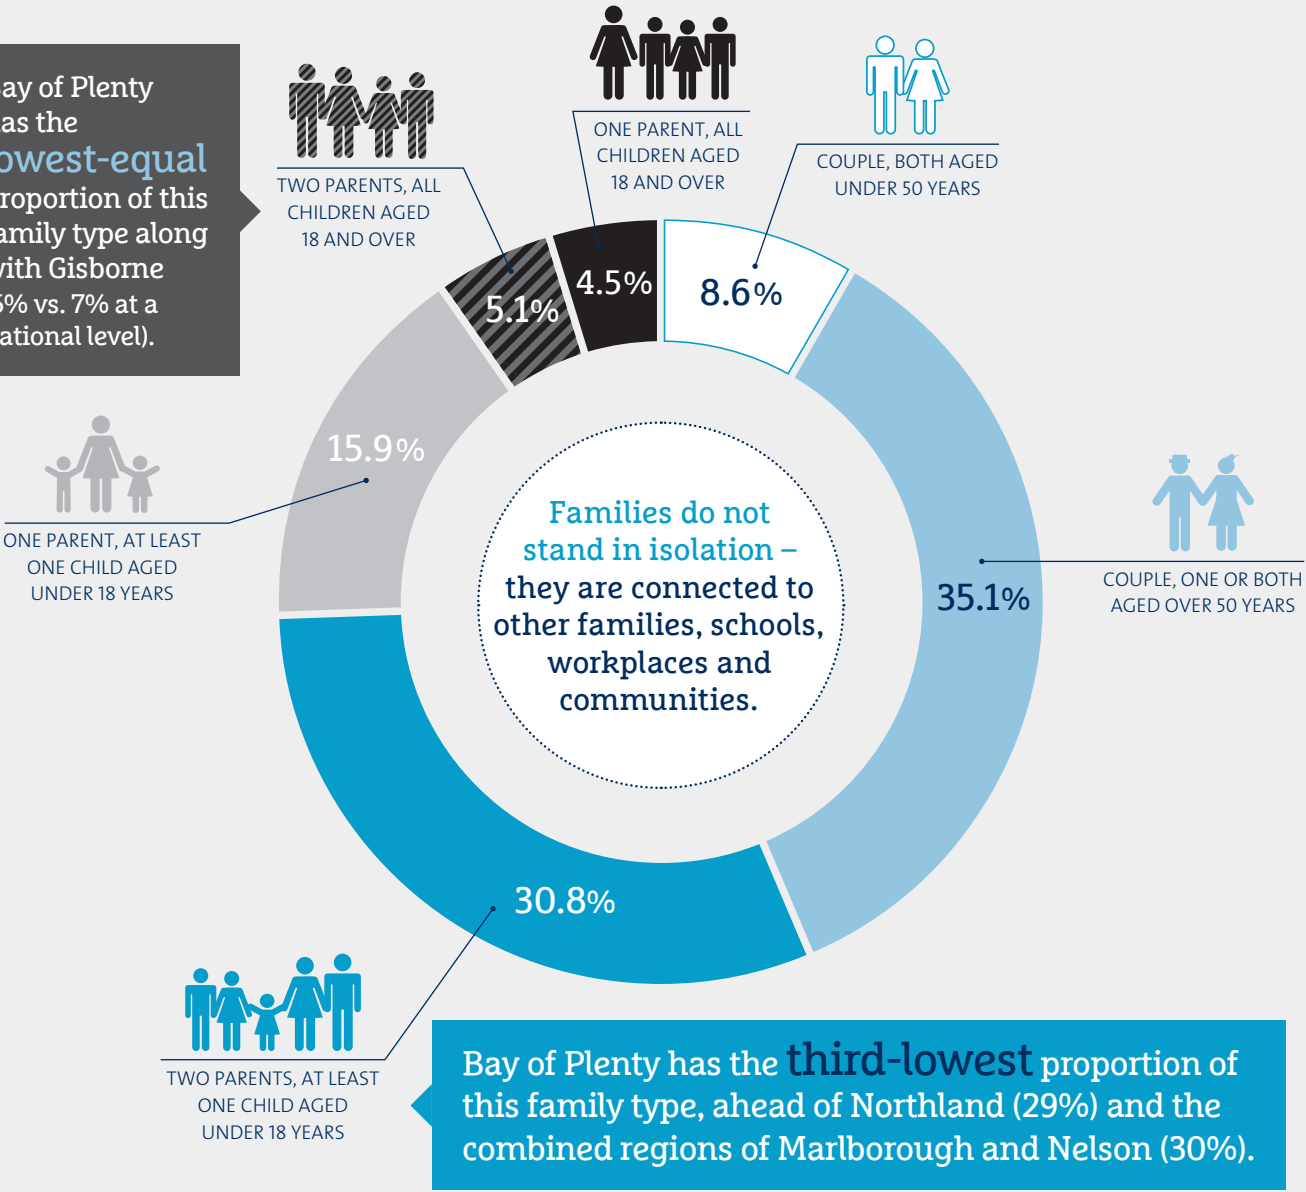 ay of Plenty
as the
owest-equal
roportion of this
amily type along
with Gisborne
5% vs. 7% at a
ational level).
TWO PARENTS, ALL
CHILDREN AGED
18 AND OVER
ONE PARENT, ALL
CHILDREN AGED
18 AND OVER
COUPLE, BOTH AGED
UNDER 50 YEARS
5.1%
4.5%
8.6%
15.9%
ONE PARENT, AT LEAST
ONE CHILD AGED
UNDER 18 YEARS
Families do not
stand in isolation –
they are connected to
other families, schools,
workplaces and
communities.
35.1%
COUPLE, ONE OR BOTH
AGED OVER 50 YEARS
30.8%
TWO PARENTS, AT LEAST
ONE CHILD AGED
UNDER 18 YEARS
Bay of Plenty has the third-lowest proportion of
this family type, ahead of Northland (29%) and the
combined regions of Marlborough and Nelson (30%).